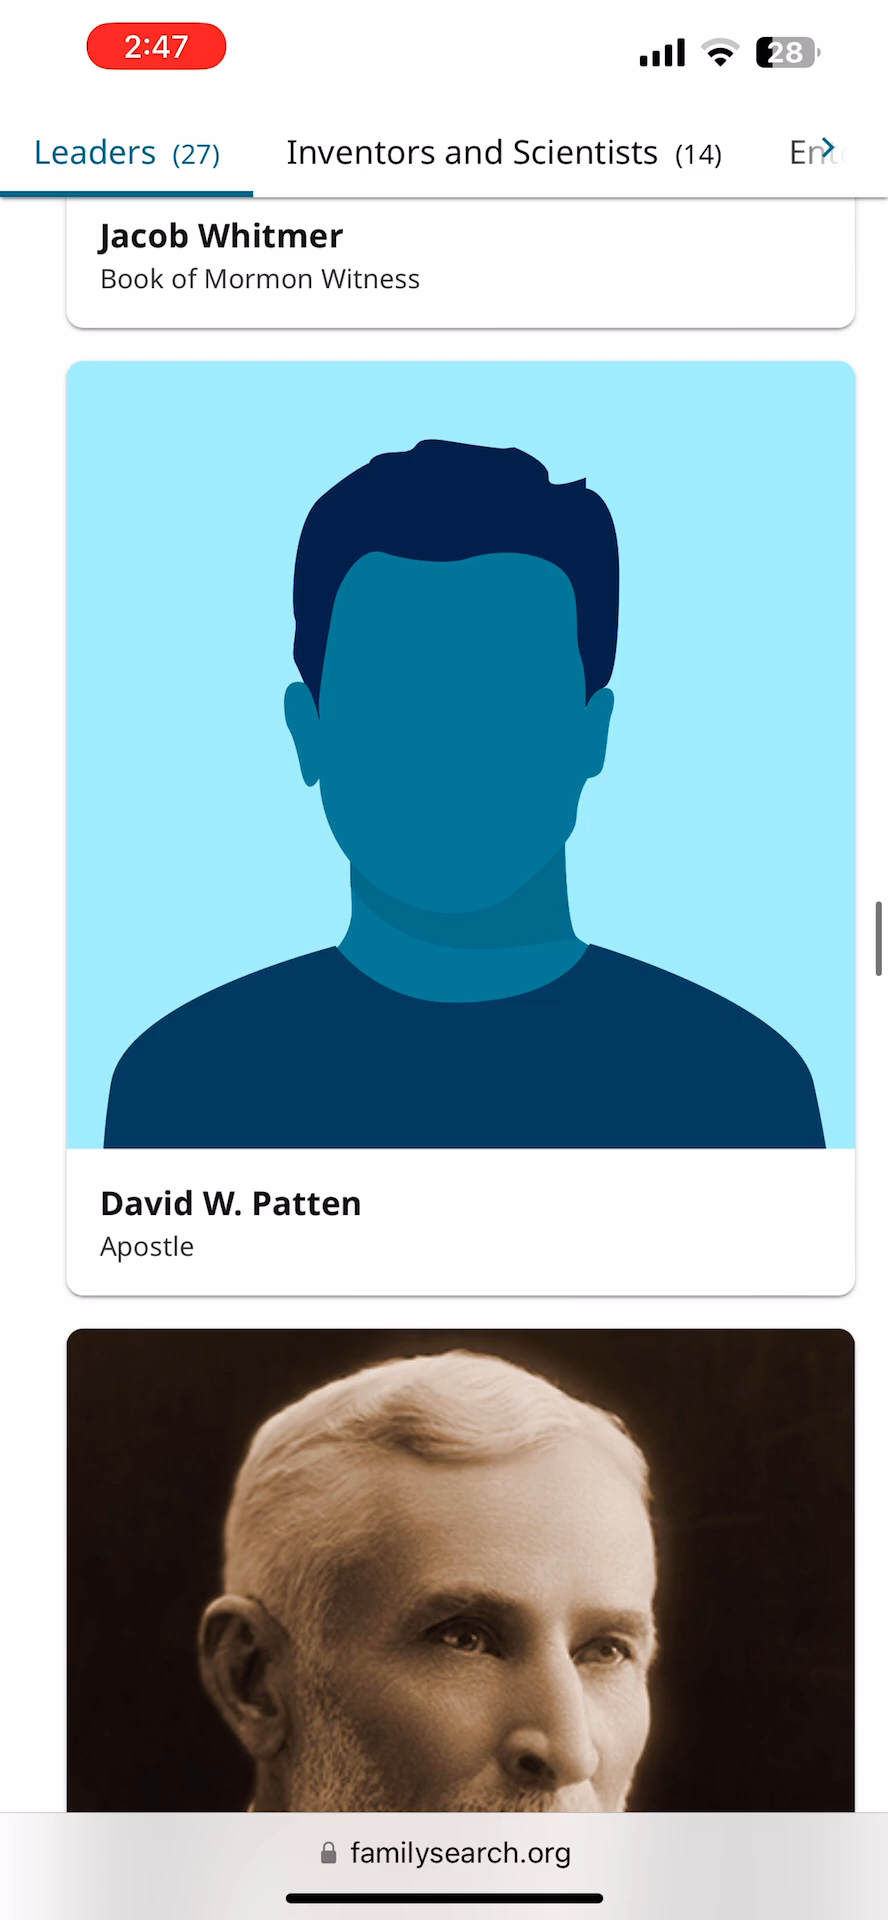 2:47
28
Leaders (27)
Inventors and Scientists (14)
Jacob Whitmer
Book of Mormon Witness
David W. Patten
Apostle
familysearch.org